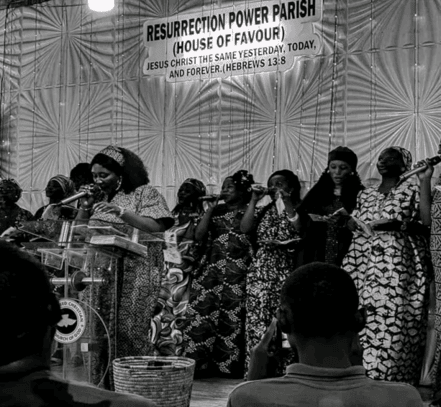 RESURRECTION POWER PARISH
(HOUSE OF FAVOUR)
JESUS CHRIST THE SAME YESTERDAY, TODAY,
AND FOREVER.(HEBREWS 13:8